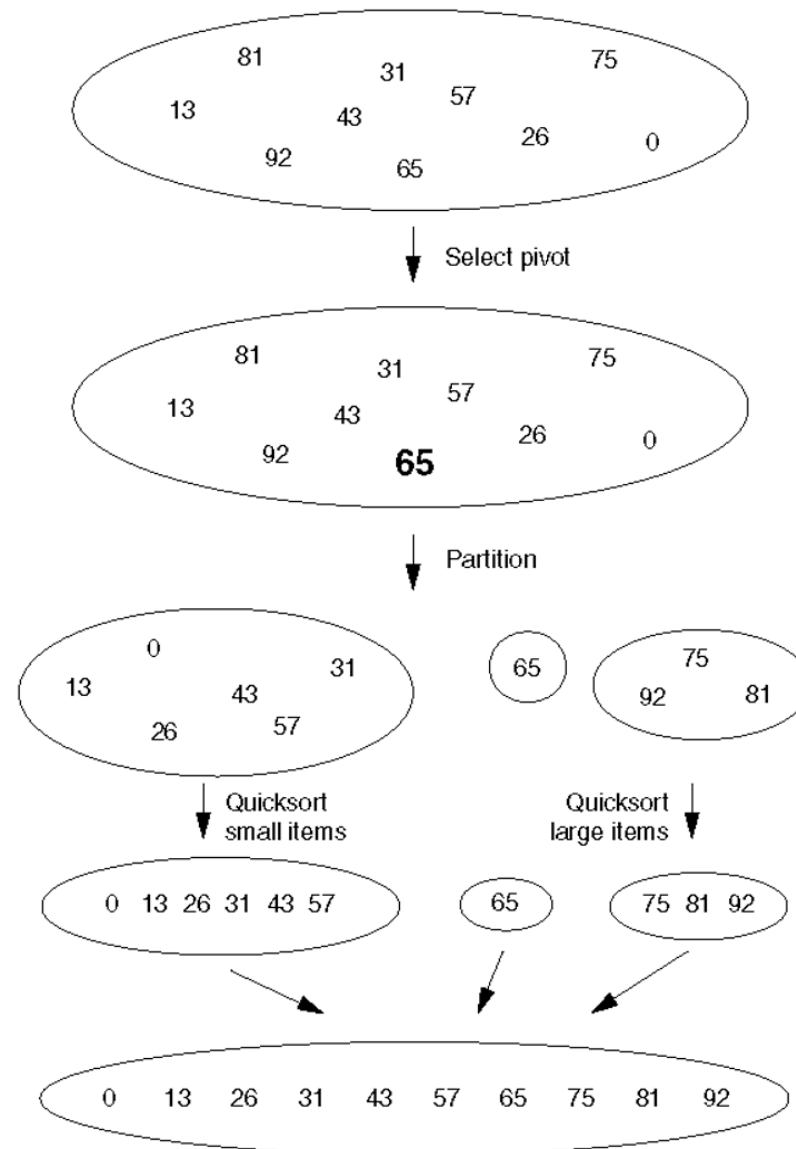 81 31 75
13 43 57
92 65 26 0
Select pivot
81 31 75
13 43 57
92 65 26 0
Partition
0 31
13 43
26 57
65
75
92 81
Quicksort
small items
Quicksort
large items
0 13 26 31 43 57
65
75 81 92
0 13 26 31 43 57 65 75 81 92